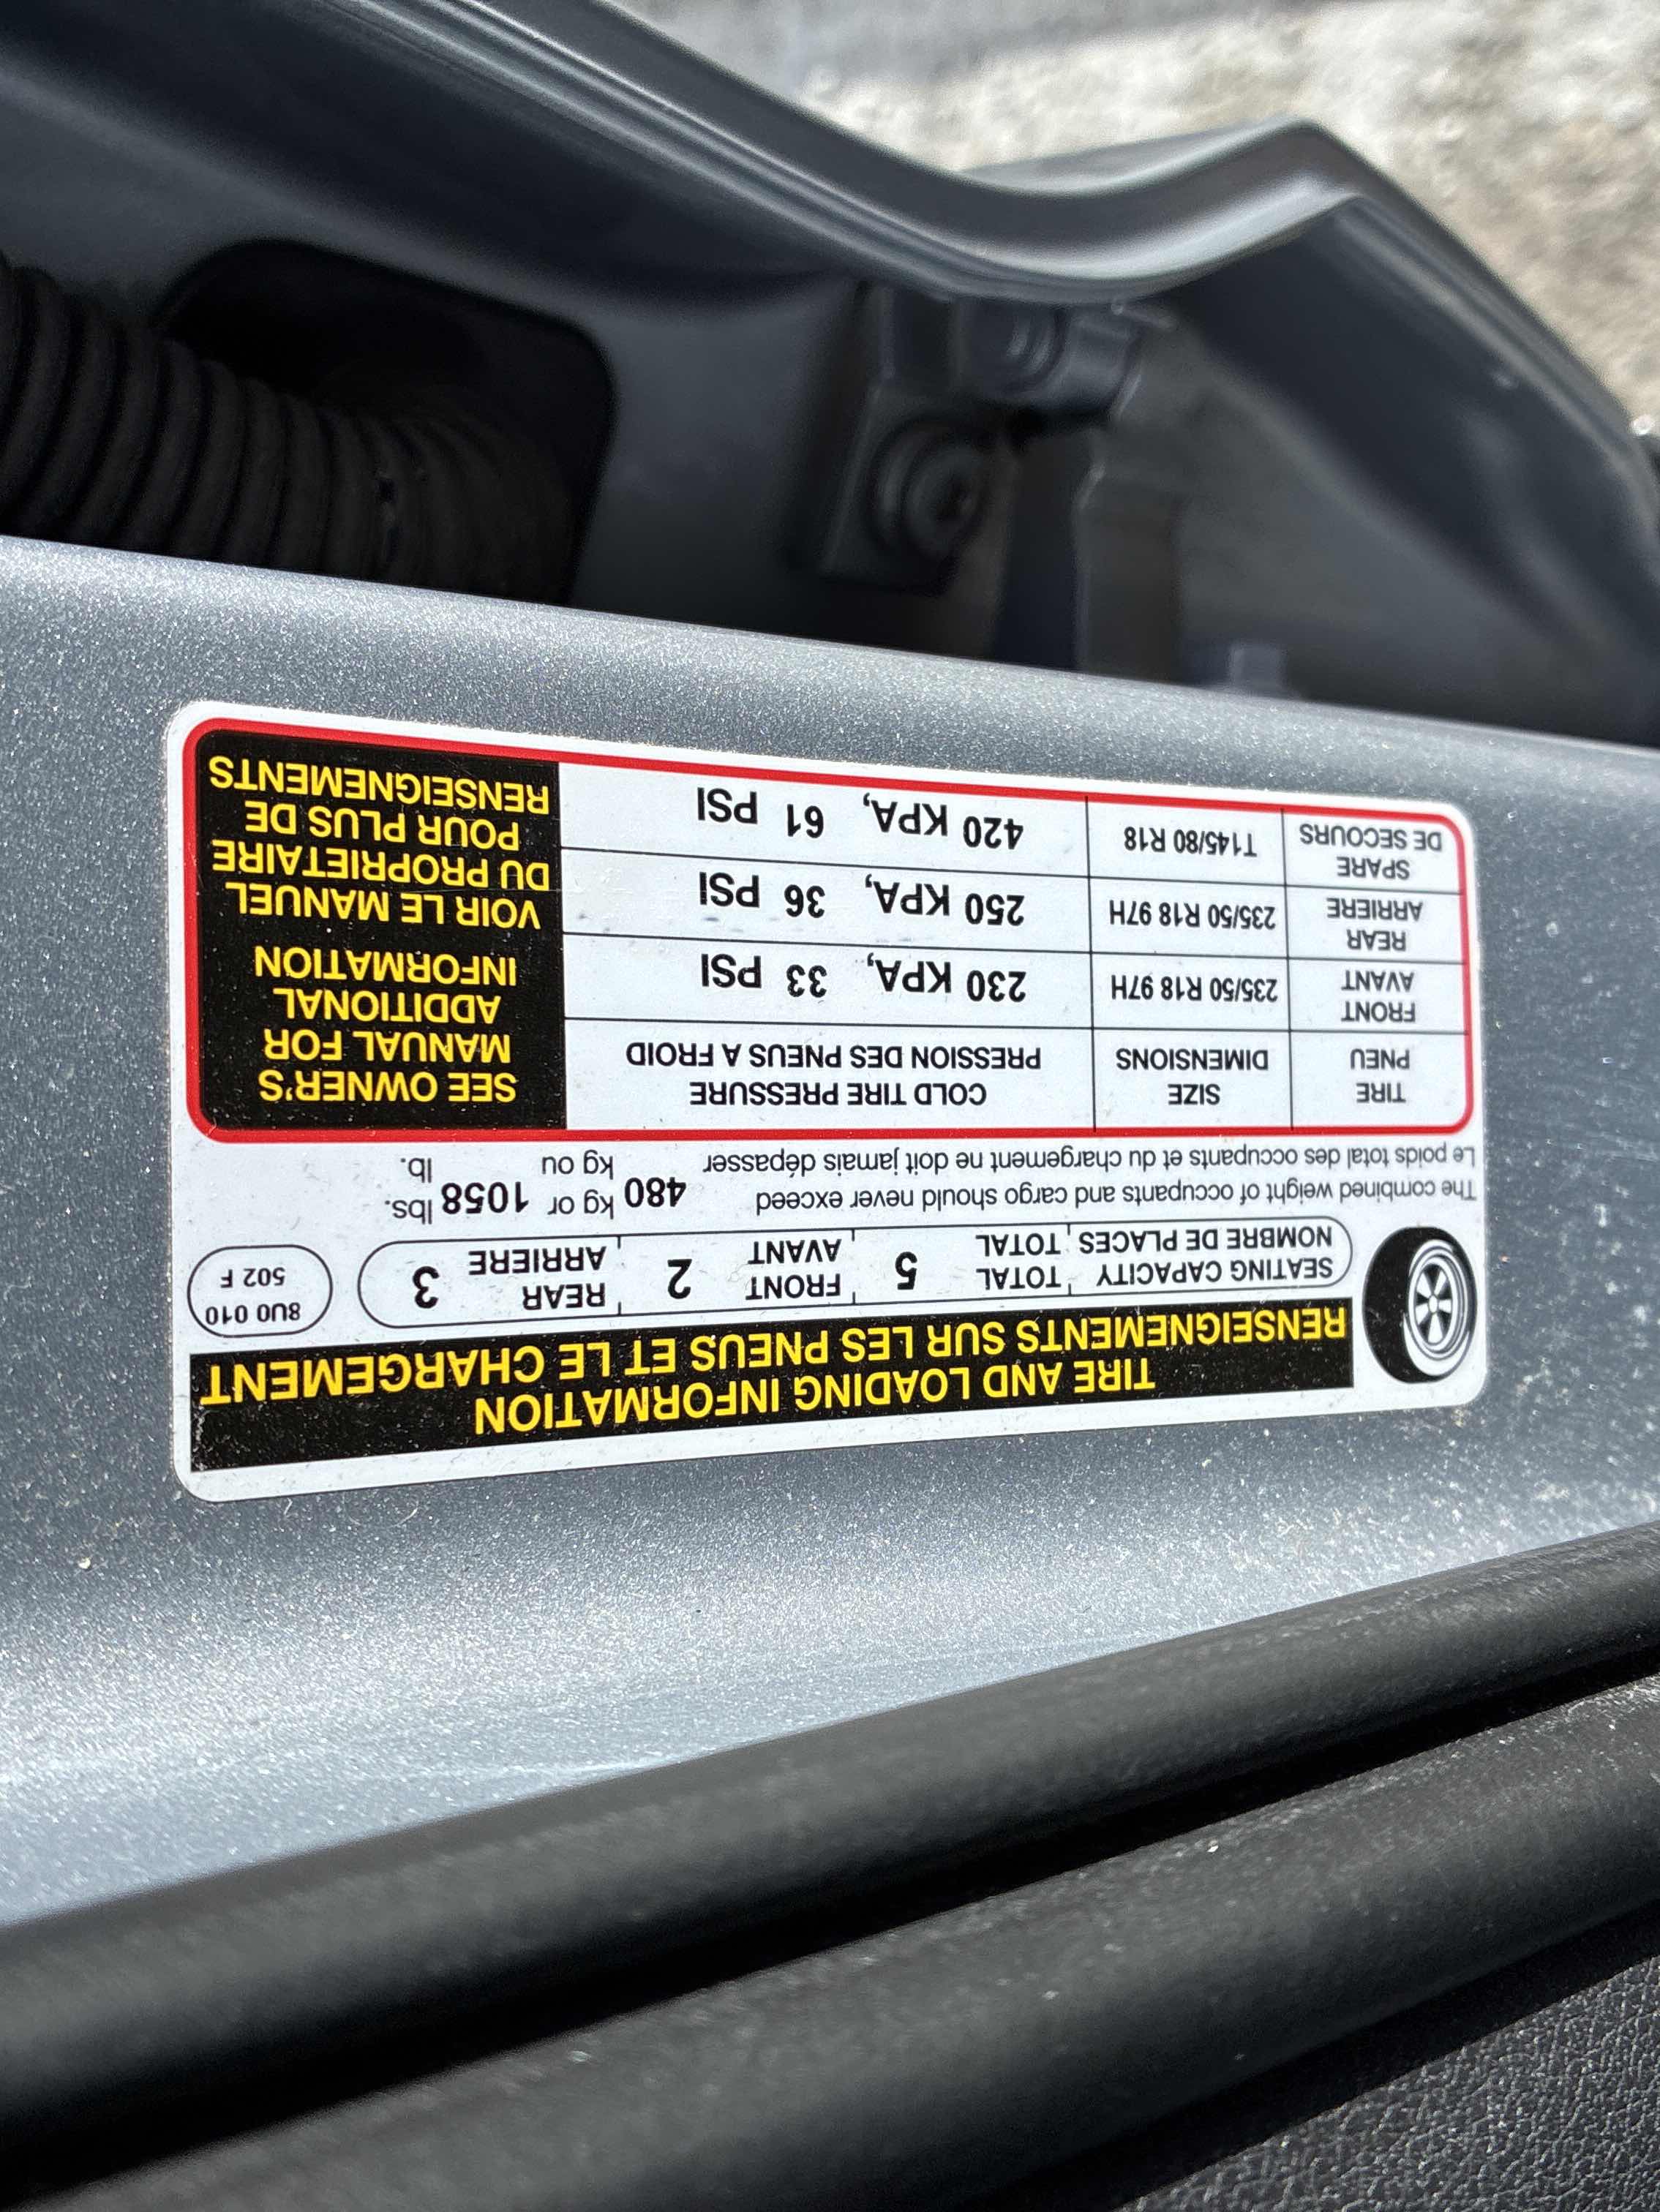 TIRE AND LOADING INFORMATION
RENSEIGNEMENTS SUR LES PNEUS ET LE CHARGEMENT
SEATING CAPACITY TOTAL 5 FRONT 2 REAR 3
NOMBRE DE PLACES TOTAL AVANT ARRIERE
8U0 010
502 F
The combined weight of occupants and cargo should never exceed 480 kg or 1058 lbs.
Le poids total des occupants et du chargement ne doit jamais dépasser kg ou lb.
TIRE SIZE COLD TIRE PRESSURE
PNEU DIMENSIONS PRESSION DES PNEUS A FROID
FRONT
AVANT 235/50 R18 97H 230 KPA, 33 PSI
REAR
ARRIERE 235/50 R18 97H 250 KPA, 36 PSI
SPARE
DE SECOURS T145/80 R18 420 KPA, 61 PSI
SEE OWNER'S
MANUAL FOR
ADDITIONAL
INFORMATION
VOIR LE MANUEL
DU PROPRIETAIRE
POUR PLUS DE
RENSEIGNEMENTS